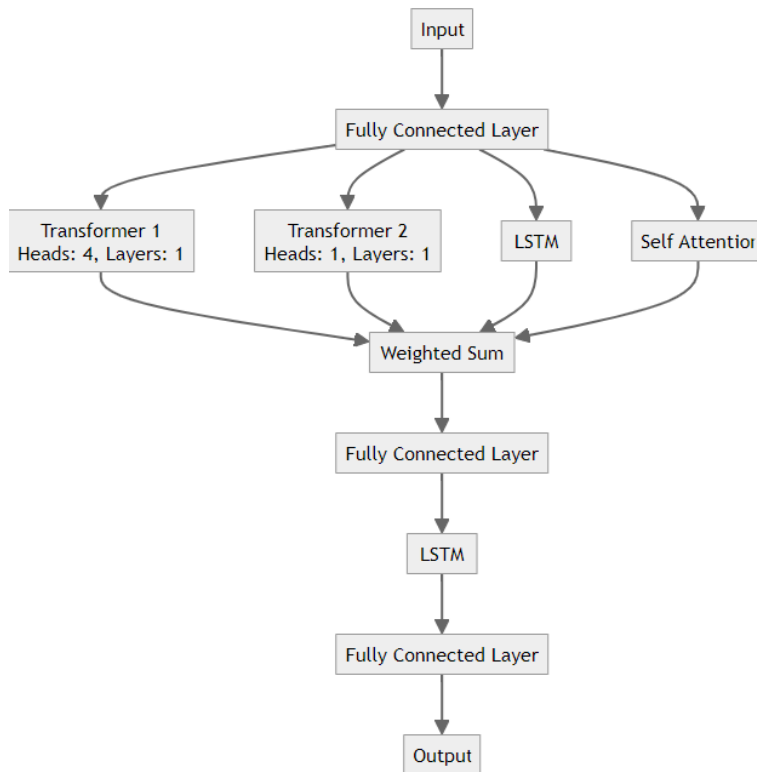 Input
Fully Connected Layer
Transformer 1
Heads: 4, Layers: 1
Transformer 2
Heads: 1, Layers: 1
LSTM
Self Attention
Weighted Sum
Fully Connected Layer
LSTM
Fully Connected Layer
Output